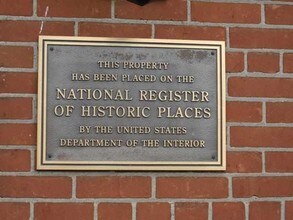 THIS PROPERTY
HAS BEEN PLACED ON THE
NATIONAL REGISTER
OF HISTORIC PLACES
BY THE UNITED STATES
DEPARTMENT OF THE INTERIOR